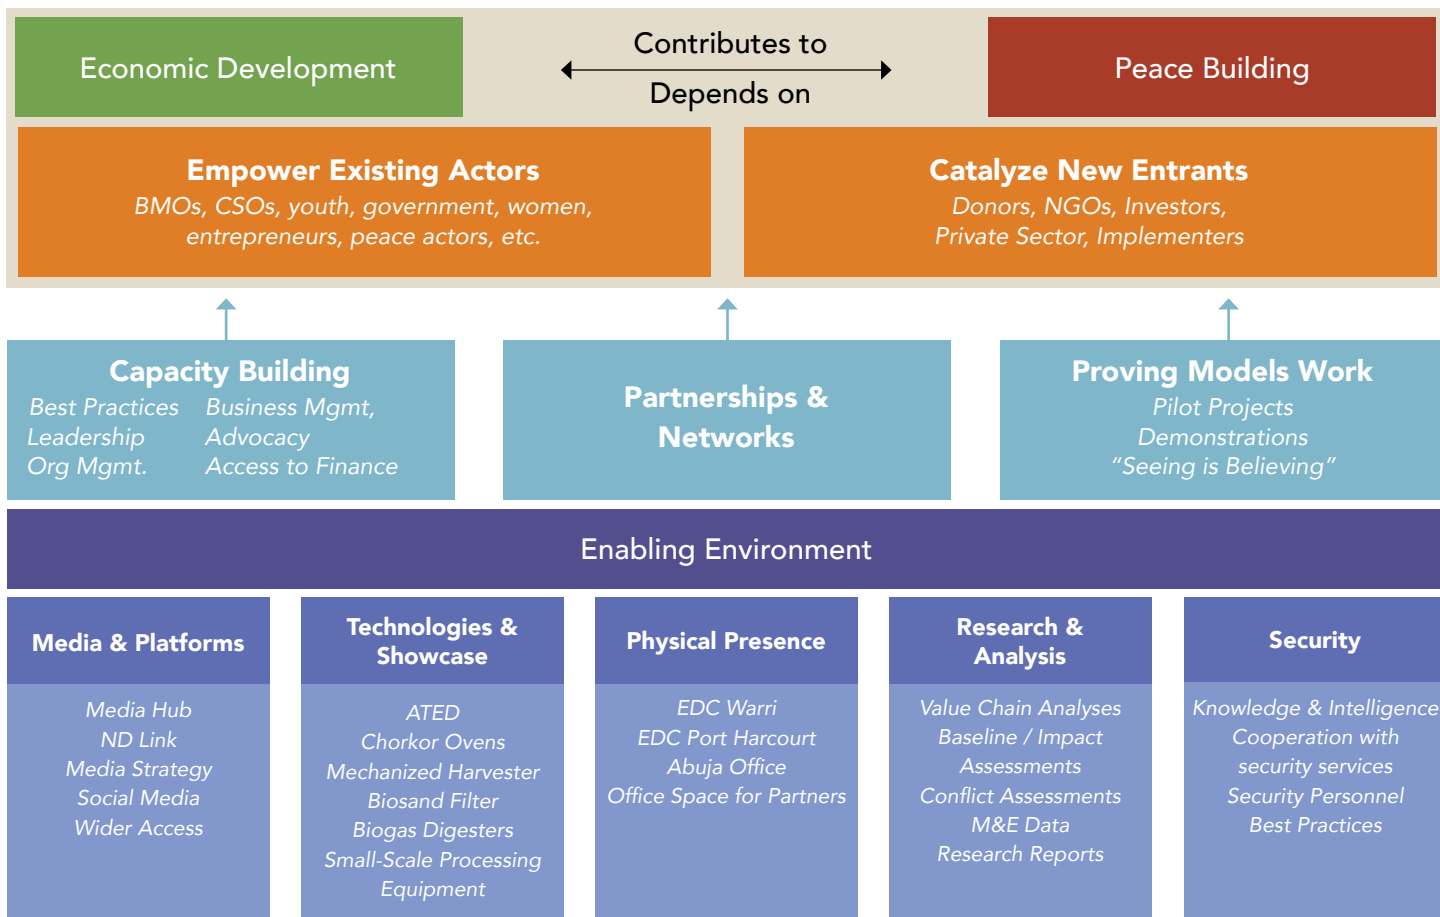 Economic Development
Contributes to
Depends on
Peace Building
Empower Existing Actors
BMOs, CSOs, youth, government, women,
entrepreneurs, peace actors, etc.
Catalyze New Entrants
Donors, NGOs, Investors,
Private Sector, Implementers
Capacity Building
Best Practices
Leadership
Org Mgmt.
Business Mgmt,
Advocacy
Access to Finance
Partnerships &
Networks
Proving Models Work
Pilot Projects
Demonstrations
“Seeing is Believing”
Enabling Environment
Media & Platforms
Media Hub
ND Link
Media Strategy
Social Media
Wider Access
Technologies &
Showcase
ATED
Chorkor Ovens
Mechanized Harvester
Biosand Filter
Biogas Digesters
Small-Scale Processing
Equipment
Physical Presence
EDC Warri
EDC Port Harcourt
Abuja Office
Office Space for Partners
Research &
Analysis
Value Chain Analyses
Baseline / Impact
Assessments
Conflict Assessments
M&E Data
Research Reports
Security
Knowledge & Intelligence
Cooperation with
security services
Security Personnel
Best Practices